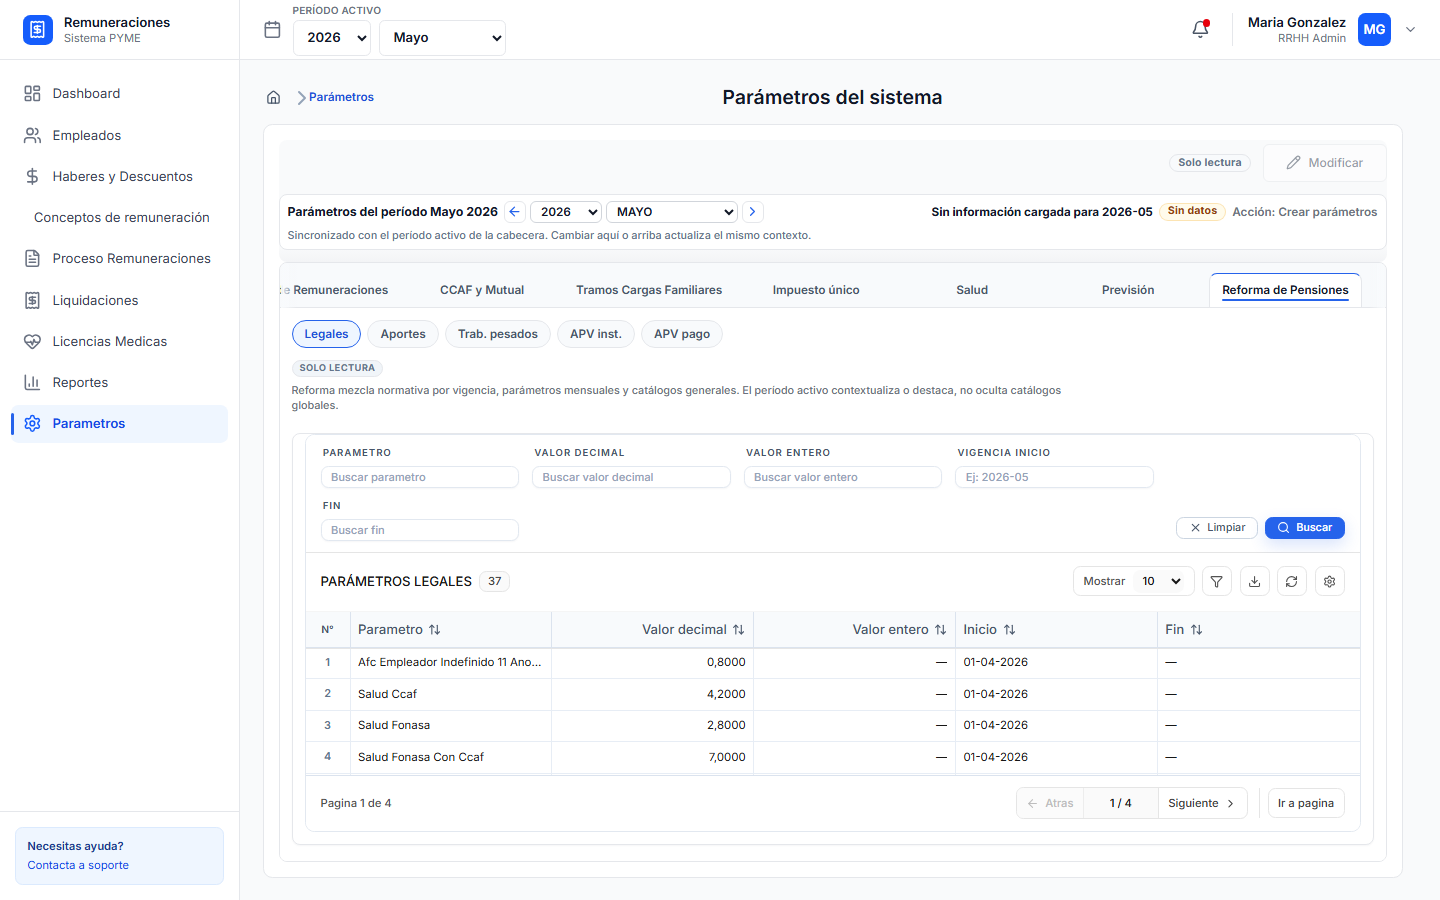 Remuneraciones
Sistema PYME
PERÍODO ACTIVO
2026
Mayo
Maria Gonzalez
RRHH Admin
MG
Dashboard
Empleados
Haberes y Descuentos
Conceptos de remuneración
Proceso Remuneraciones
Liquidaciones
Licencias Medicas
Reportes
Parametros
Necesitas ayuda?
Contacta a soporte
Parámetros
Parámetros del sistema
Solo lectura
Modificar
Parámetros del período Mayo 2026
2026
MAYO
Sin información cargada para 2026-05
Sin datos
Acción: Crear parámetros
Sincronizado con el período activo de la cabecera. Cambiar aquí o arriba actualiza el mismo contexto.
e Remuneraciones
CCAF y Mutual
Tramos Cargas Familiares
Impuesto único
Salud
Previsión
Reforma de Pensiones
Legales
Aportes
Trab. pesados
APV inst.
APV pago
SOLO LECTURA
Reforma mezcla normativa por vigencia, parámetros mensuales y catálogos generales. El período activo contextualiza o destaca, no oculta catálogos
globales.
PARAMETRO
VALOR DECIMAL
VALOR ENTERO
VIGENCIA INICIO
Buscar parametro
Buscar valor decimal
Buscar valor entero
Ej: 2026-05
FIN
Buscar fin
Limpiar
Buscar
PARÁMETROS LEGALES 37
Mostrar 10
N° Parametro Valor decimal Valor entero Inicio Fin
1 Afc Empleador Indefinido 11 Ano... 0,8000 — 01-04-2026 —
2 Salud Ccaf 4,2000 — 01-04-2026 —
3 Salud Fonasa 2,8000 — 01-04-2026 —
4 Salud Fonasa Con Ccaf 7,0000 — 01-04-2026 —
Pagina 1 de 4
Atras
1 / 4
Siguiente
Ir a pagina